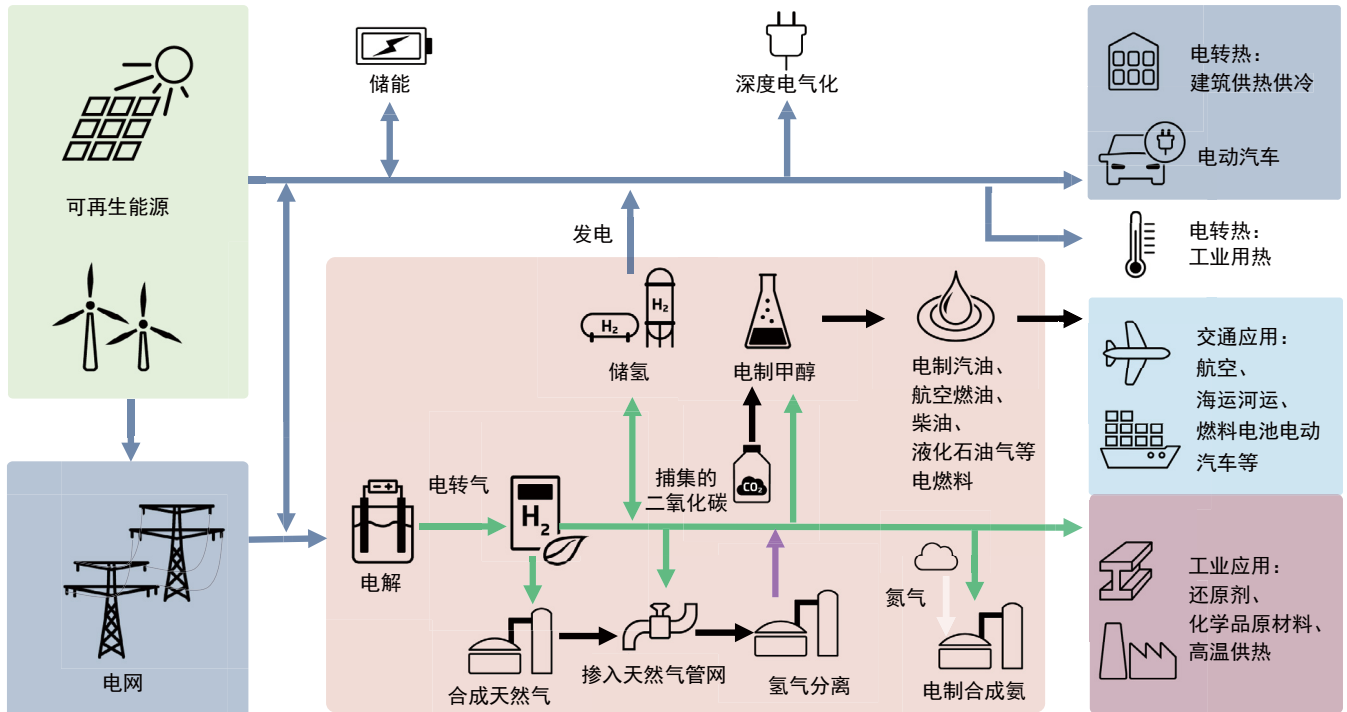 储能
深度电气化
电转热：
建筑供热供冷
电动汽车
可再生能源
发电
电转热：
工业用热
H₂
H₂
储氢
电制甲醇
电制汽油、
航空燃油、
柴油、
液化石油气等
电燃料
交通应用：
航空、
海运河运、
燃料电池电动
汽车等
电转气
H₂
捕集的
二氧化碳
CO₂
电解
氮气
工业应用：
还原剂、
化学品原材料、
高温供热
电网
合成天然气
掺入天然气管网
氢气分离
电制合成氨